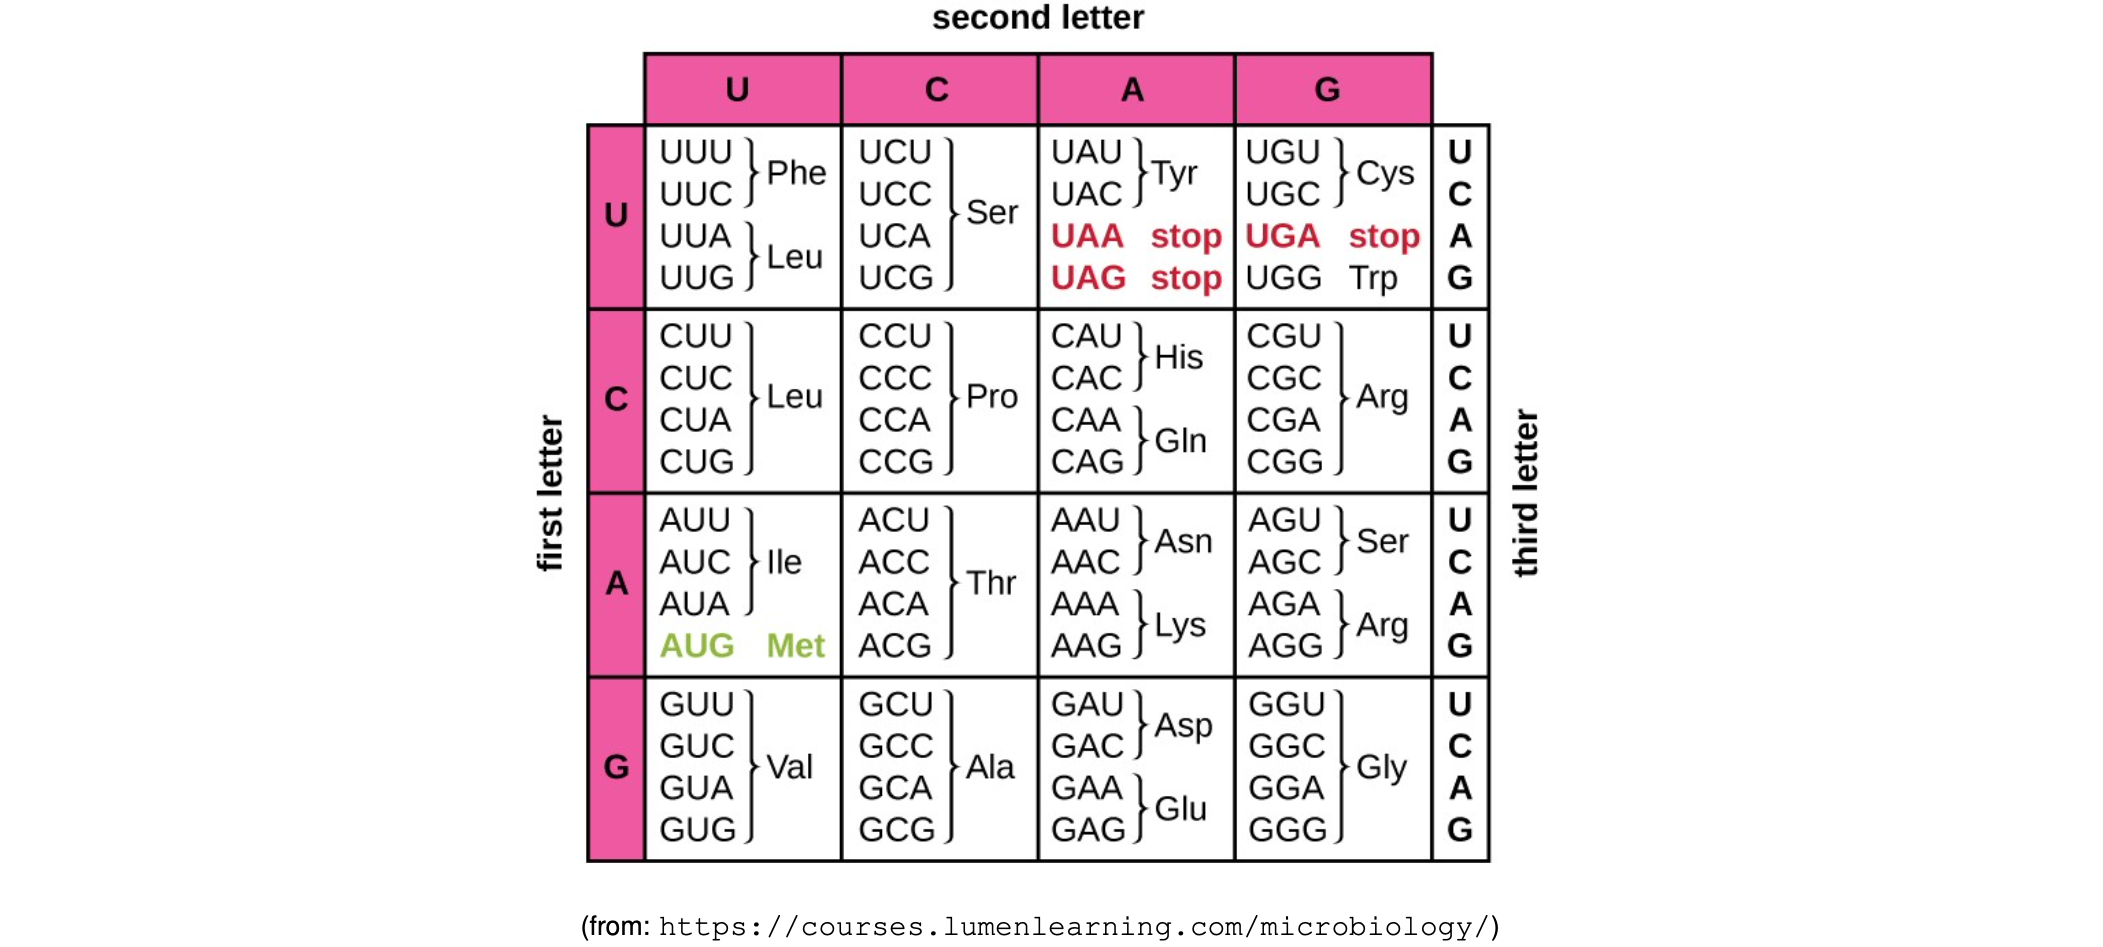 second letter
U C A G
UUU UCU UAU UGU U
Phe Tyr Cys
UUC UCC UAC UGC C
U Ser
UUA UCA UAA stop UGA stop A
Leu
UUG UCG UAG stop UGG Trp G
CUU CCU CAU CGU U
His
CUC CCC CAC CGC C
C Leu Pro Arg
CUA CCA CAA CGA A
Gln
CUG CCG CAG CGG G
first letter
third letter
AUU ACU AAU AGU U
Asn Ser
AUC Ile ACC AAC AGC C
A Thr
AUA ACA AAA AGA A
Lys Arg
AUG Met ACG AAG AGG G
GUU GCU GAU GGU U
Asp
GUC GCC GAC GGC C
G Val Ala Gly
GUA GCA GAA GGA A
Glu
GUG GCG GAG GGG G
(from: https://courses.lumenlearning.com/microbiology/)